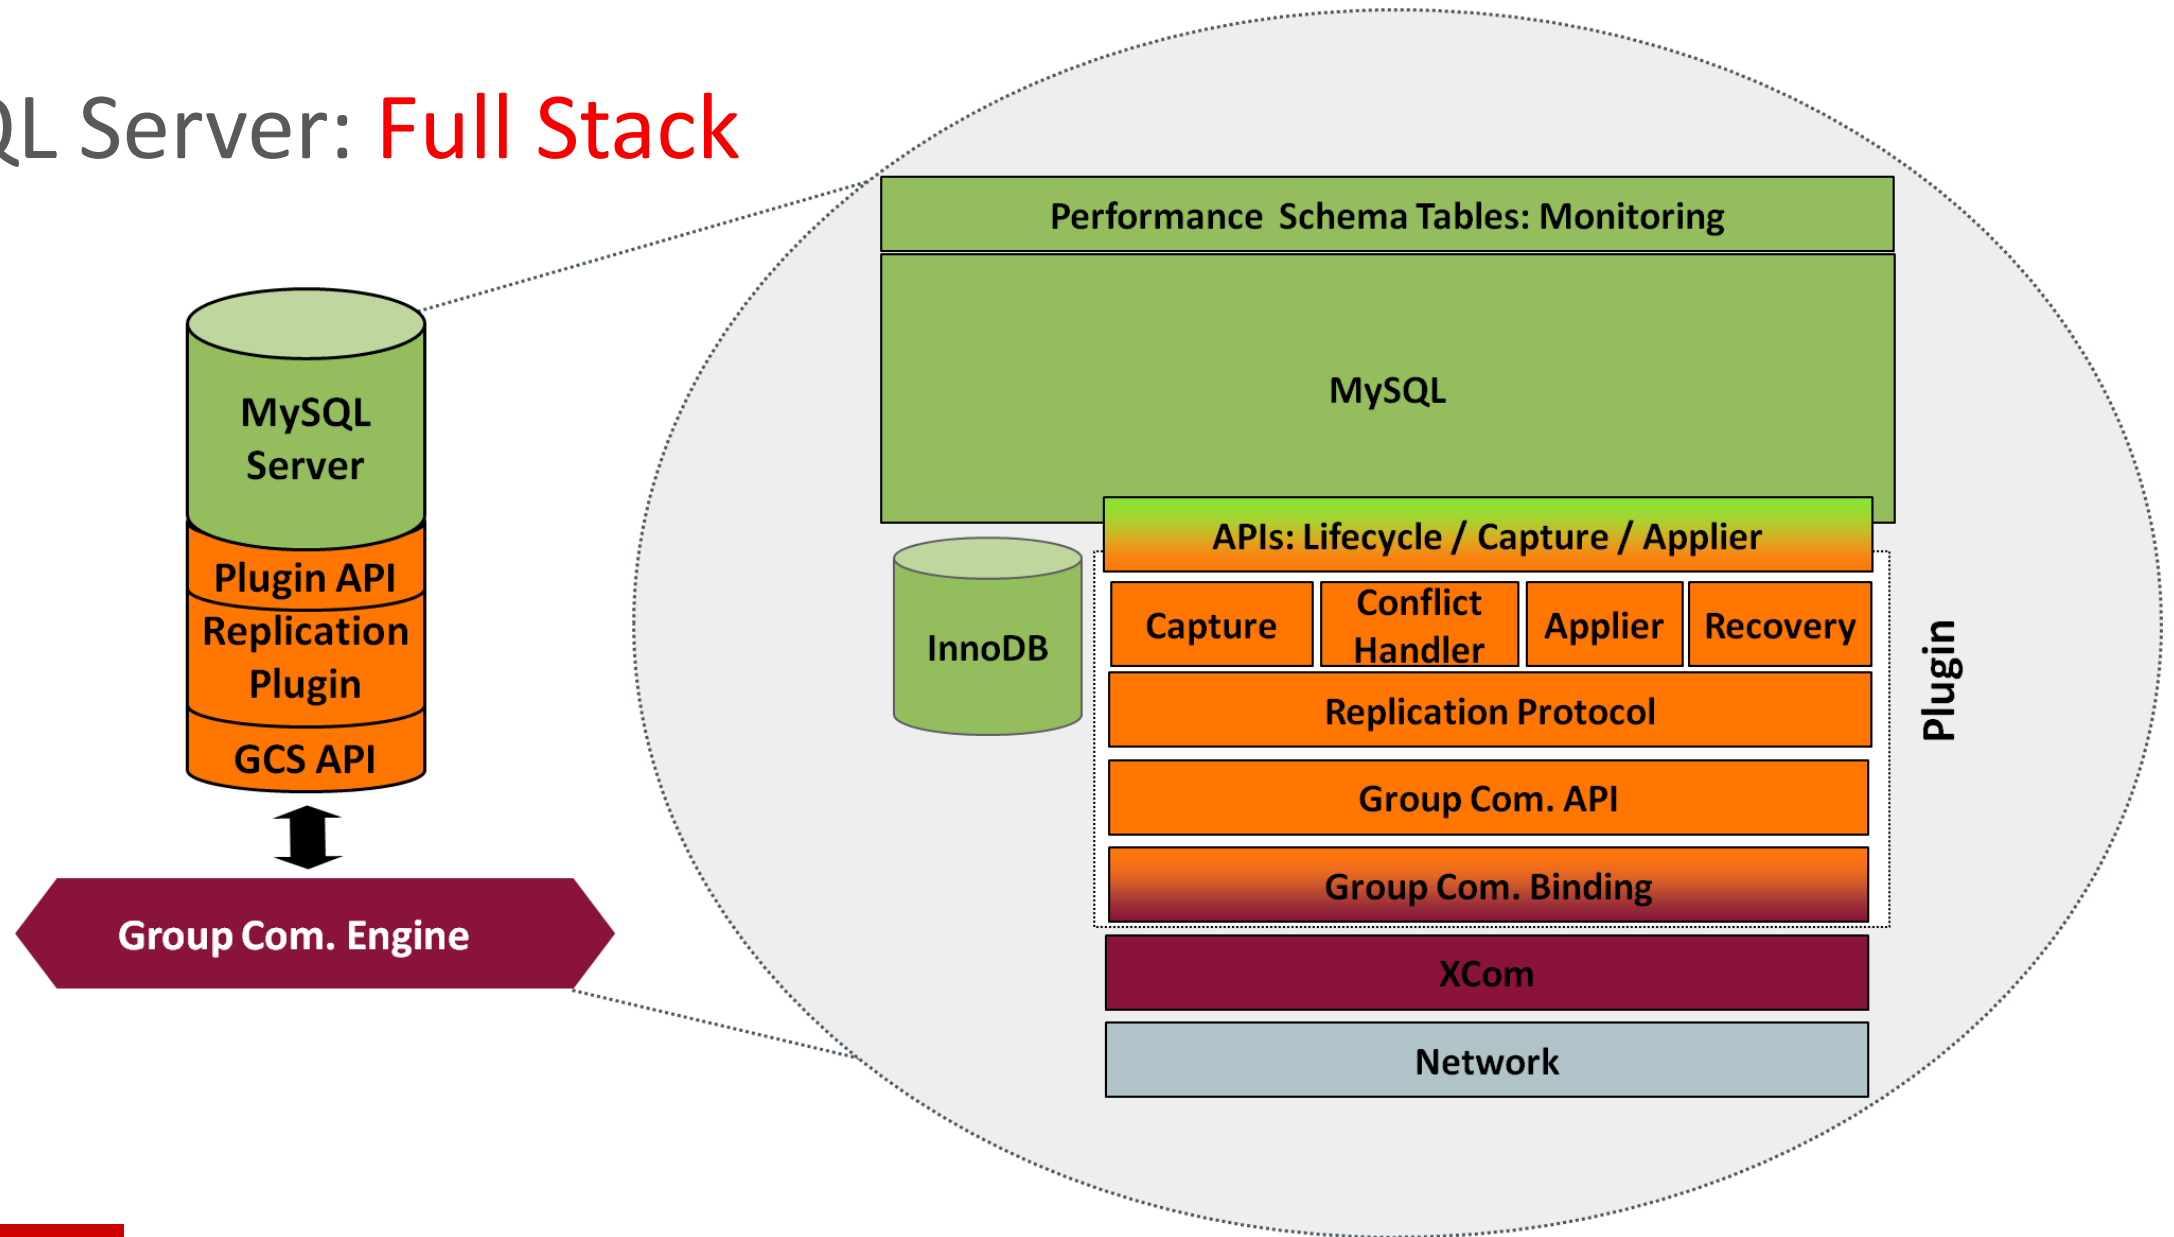 QL Server: Full Stack
MySQL
Server
Plugin API
Replication
Plugin
GCS API
Group Com. Engine
Performance Schema Tables: Monitoring
MySQL
APIs: Lifecycle / Capture / Applier
InnoDB
Capture
Conflict
Handler
Applier
Recovery
Replication Protocol
Group Com. API
Group Com. Binding
Plugin
XCom
Network